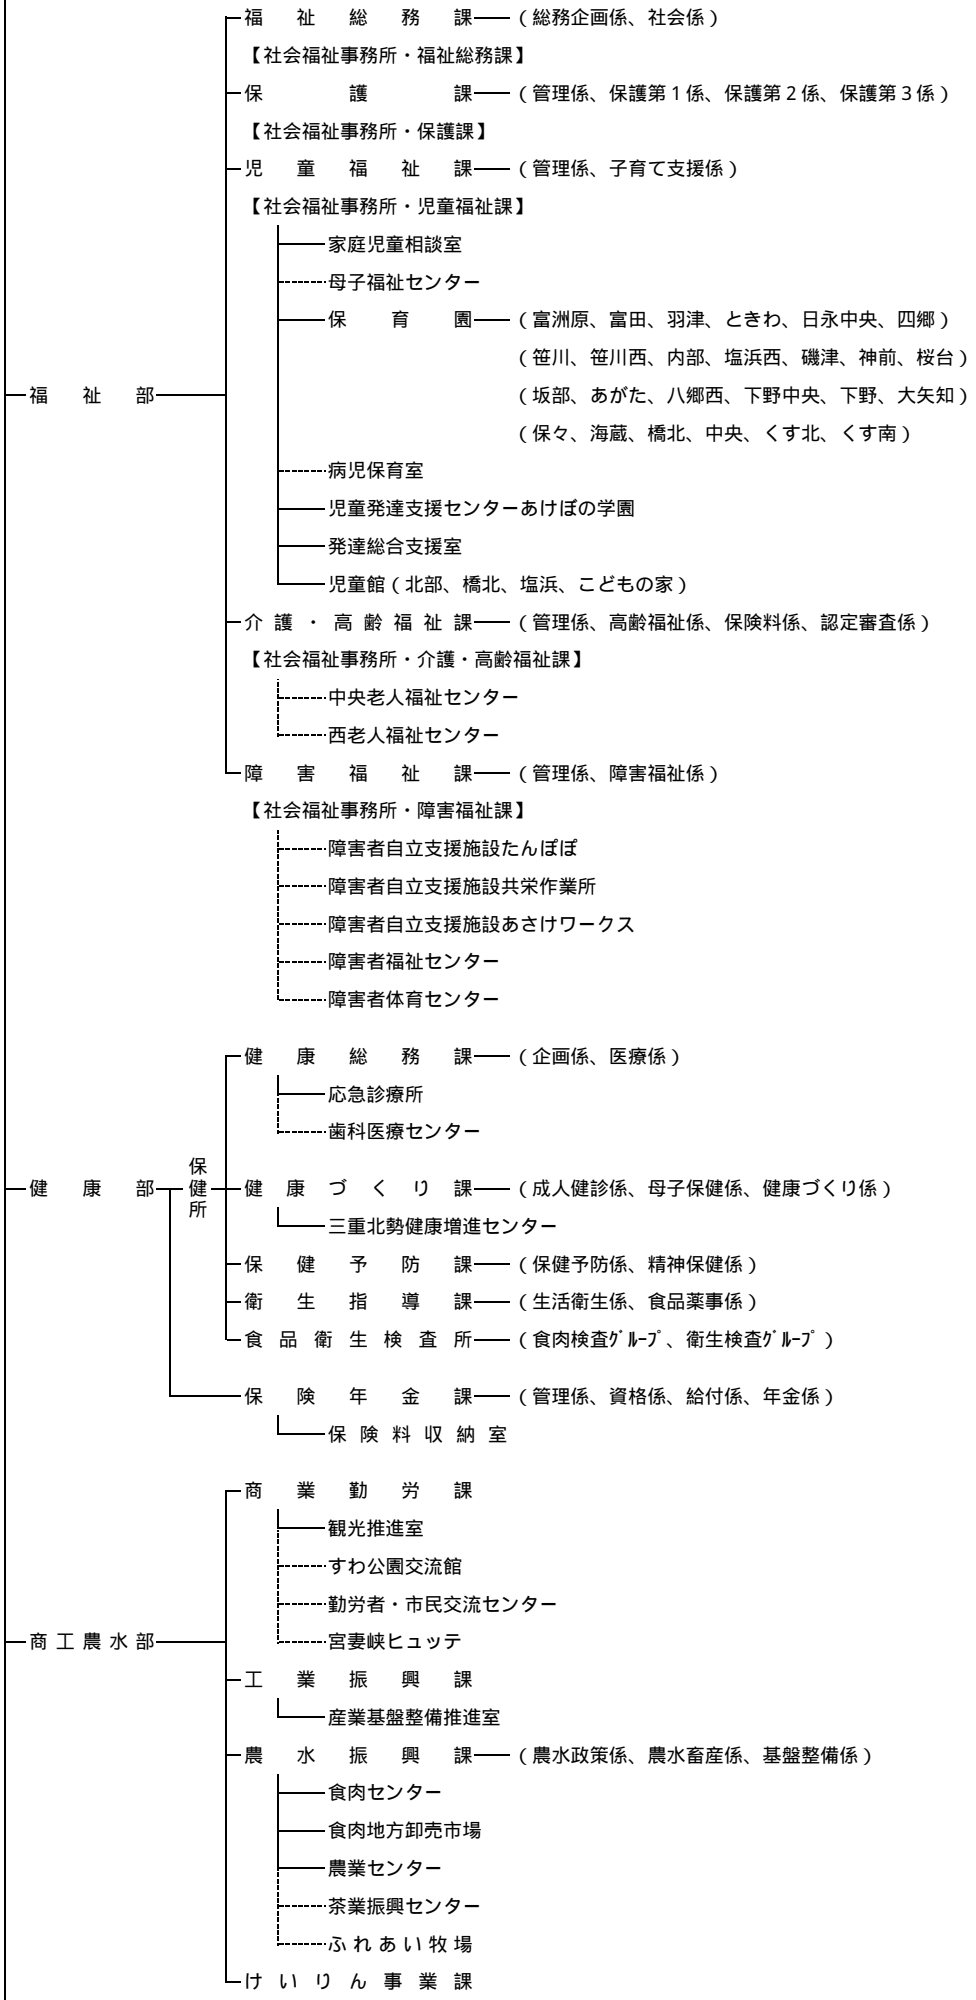 福祉総務課（総務企画係、社会係）
【社会福祉事務所・福祉総務課】
保護課（管理係、保護第1係、保護第2係、保護第3係）
【社会福祉事務所・保護課】
児童福祉課（管理係、子育て支援係）
【社会福祉事務所・児童福祉課】
家庭児童相談室
母子福祉センター
保育園（富洲原、富田、羽津、ときわ、日永中央、四郷）
（笹川、笹川西、内部、塩浜西、磯津、神前、桜台）
福祉部（坂部、あがた、八郷西、下野中央、下野、大矢知）
（保々、海蔵、橋北、中央、くす北、くす南）
病児保育室
児童発達支援センターあけぼの学園
発達総合支援室
児童館（北部、橋北、塩浜、こどもの家）
介護・高齢福祉課（管理係、高齢福祉係、保険料係、認定審査係）
【社会福祉事務所・介護・高齢福祉課】
中央老人福祉センター
西老人福祉センター
障害福祉課（管理係、障害福祉係）
【社会福祉事務所・障害福祉課】
障害者自立支援施設たんぽぽ
障害者自立支援施設共栄作業所
障害者自立支援施設あさけワークス
障害者福祉センター
障害者体育センター
健康総務課（企画係、医療係）
応急診療所
歯科医療センター
健康部 保健所 健康づくり課（成人健診係、母子保健係、健康づくり係）
三重北勢健康増進センター
保健予防課（保健予防係、精神保健係）
衛生指導課（生活衛生係、食品薬事係）
食品衛生検査所（食肉検査ｸﾞﾙｰﾌﾟ、衛生検査ｸﾞﾙｰﾌﾟ）
保険年金課（管理係、資格係、給付係、年金係）
保険料収納室
商業勤労課
観光推進室
すわ公園交流館
勤労者・市民交流センター
商工農水部 宮妻峡ヒュッテ
工業振興課
産業基盤整備推進室
農水振興課（農水政策係、農水畜産係、基盤整備係）
食肉センター
食肉地方卸売市場
農業センター
茶業振興センター
ふれあい牧場
けいりん事業課